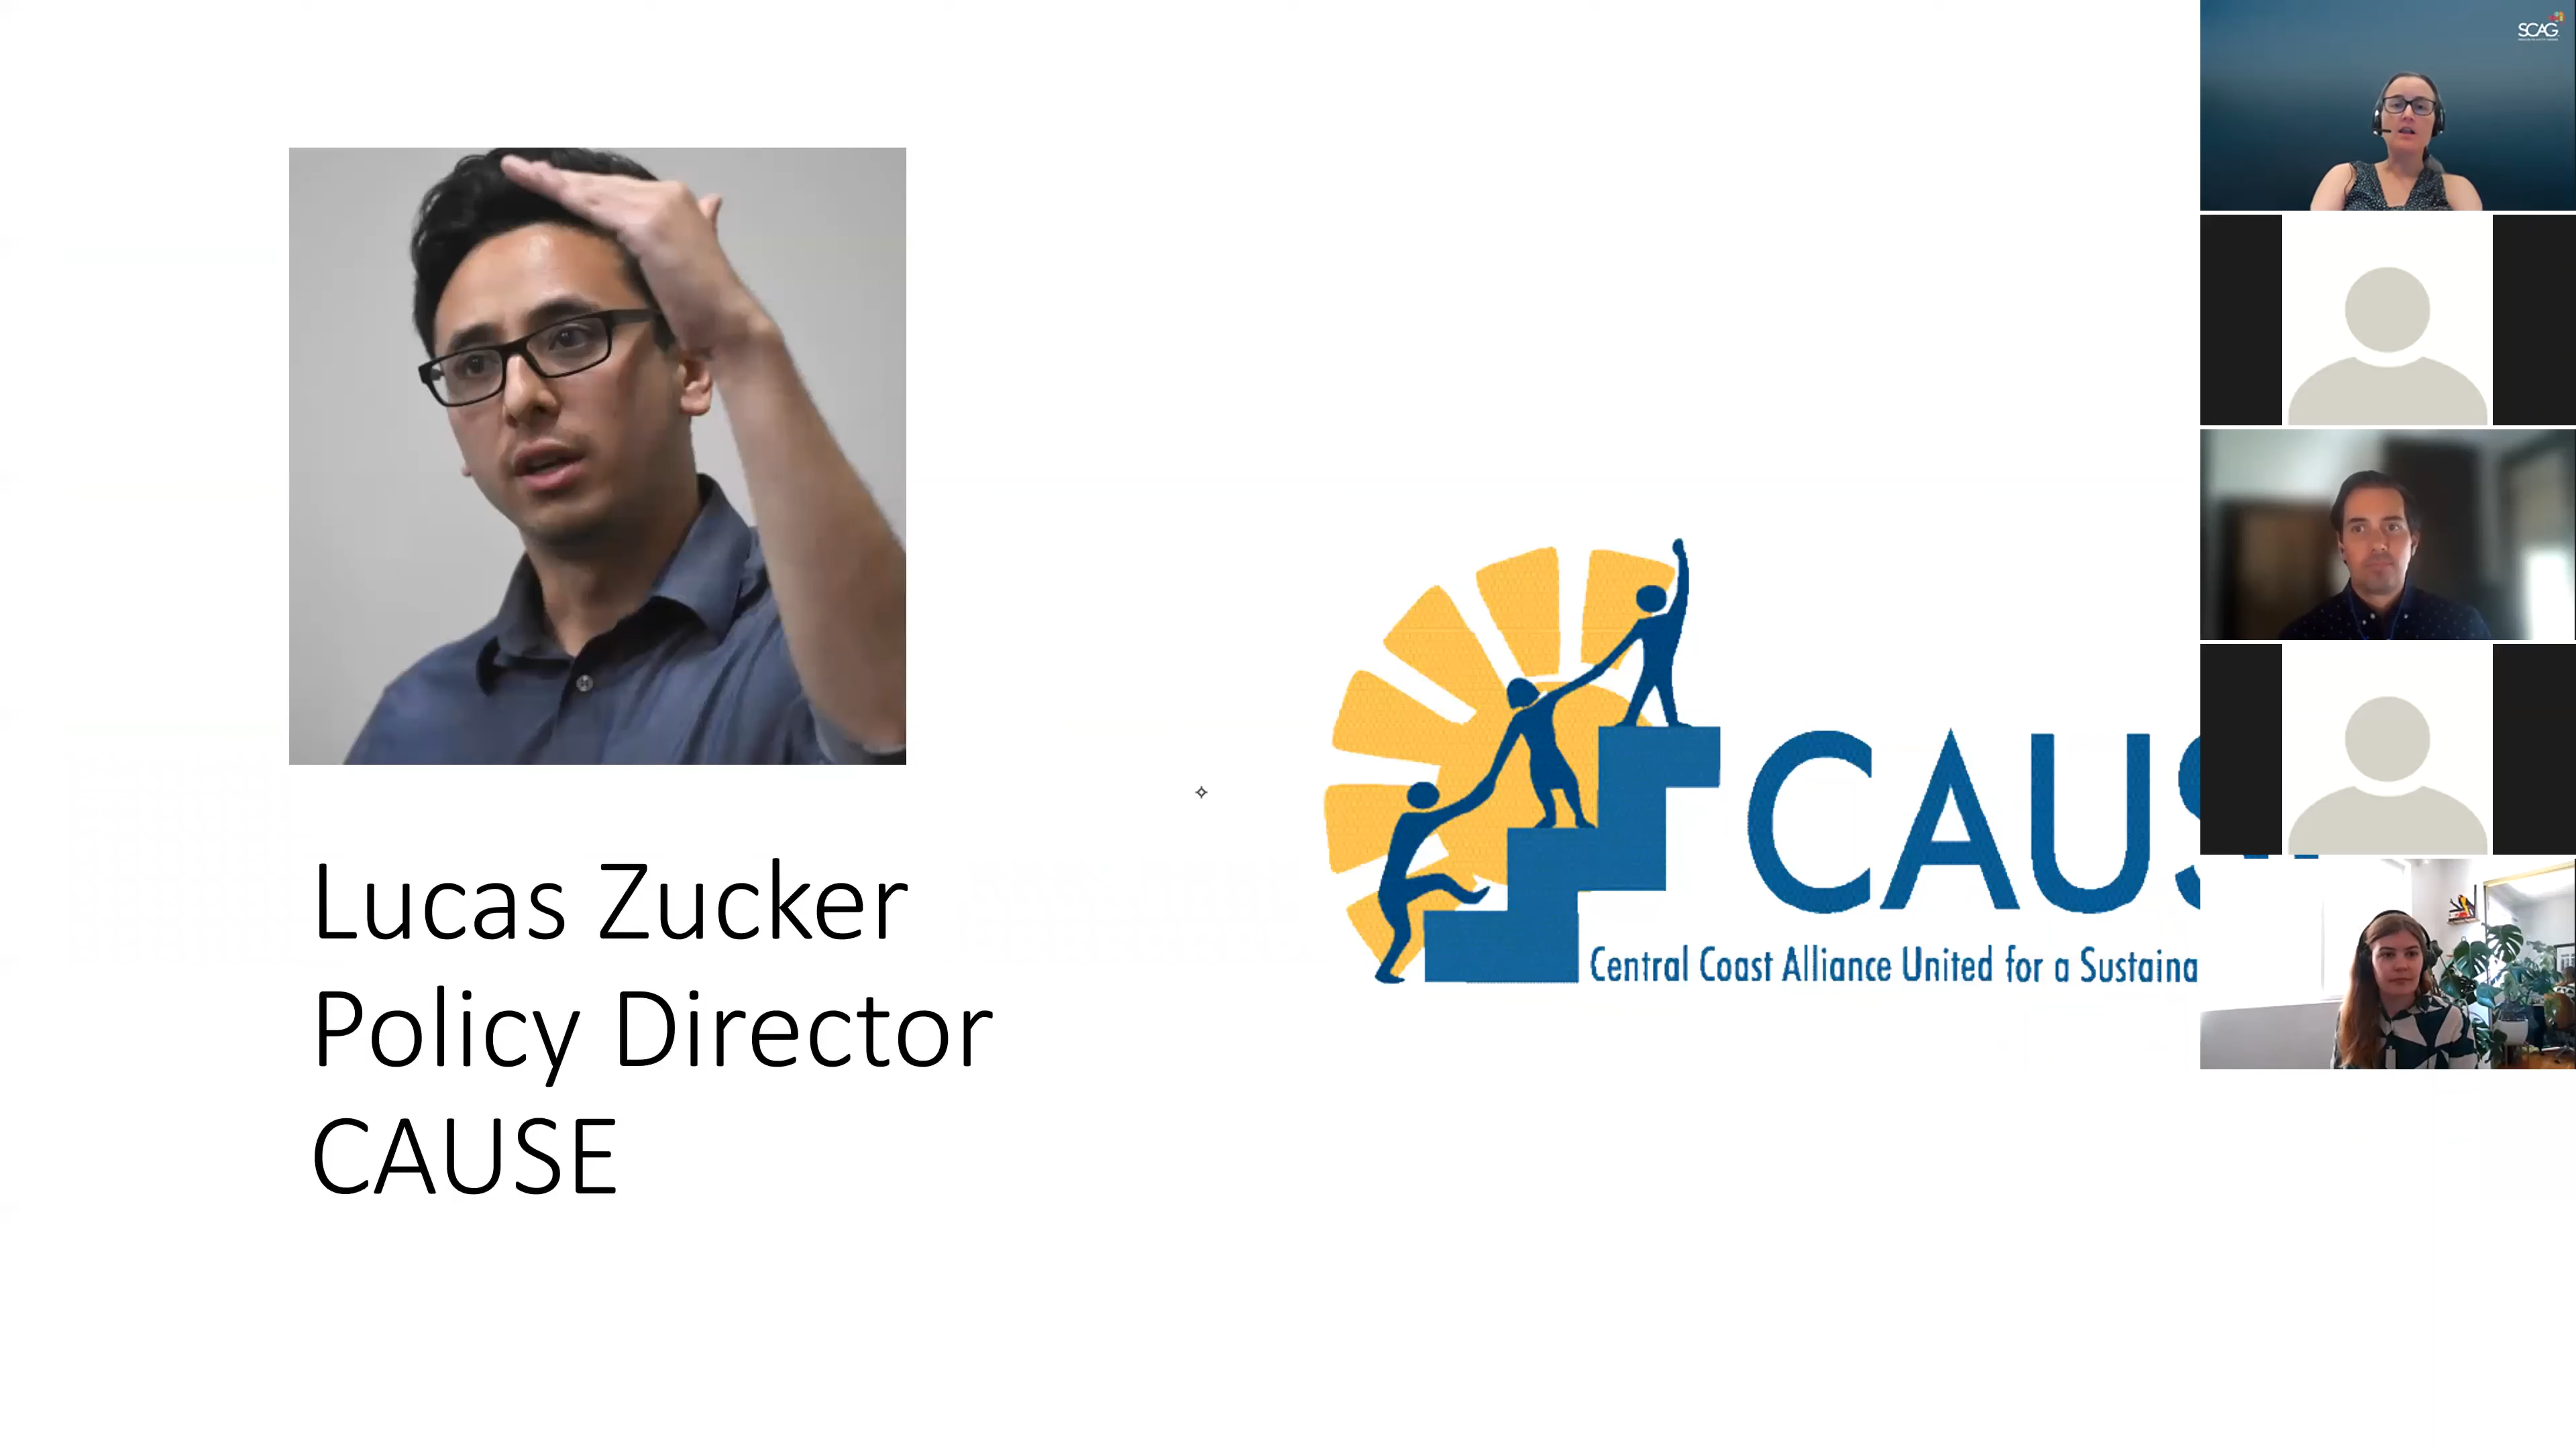 SCAG
CAUS
Central Coast Alliance United for a Sustaina
Lucas Zucker
Policy Director
CAUSE